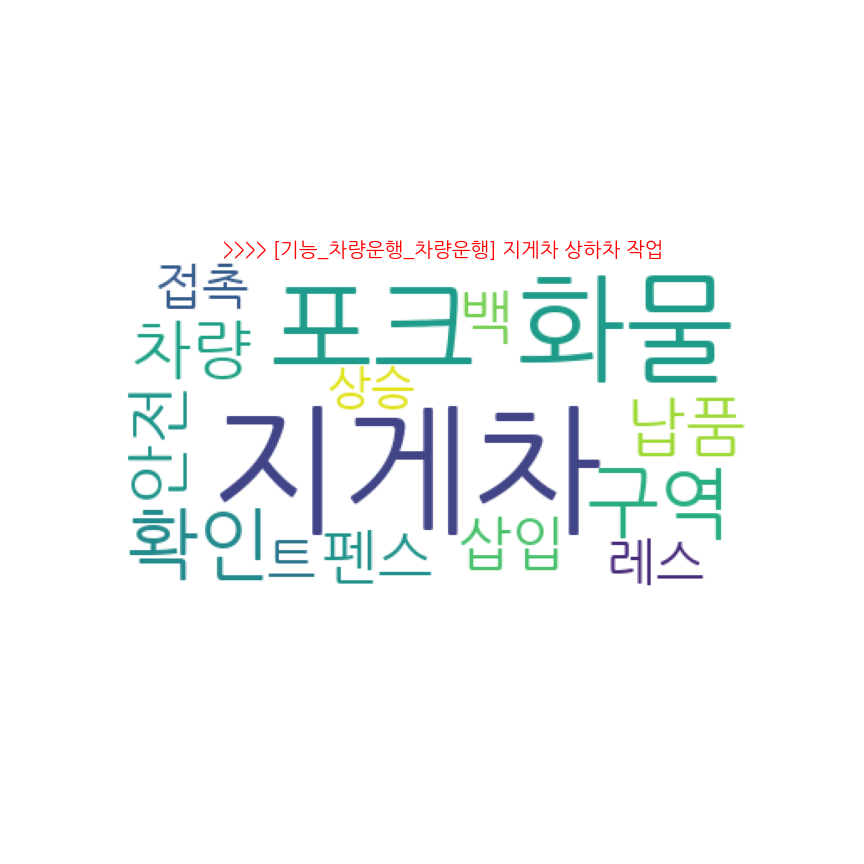 >>>> [기능_차량운행_차량운행] 지게차 상하차 작업
접촉
포크
백
화물
차량
상승
안전
지게차
납품
구역
확인
트
펜스
삽입
레스